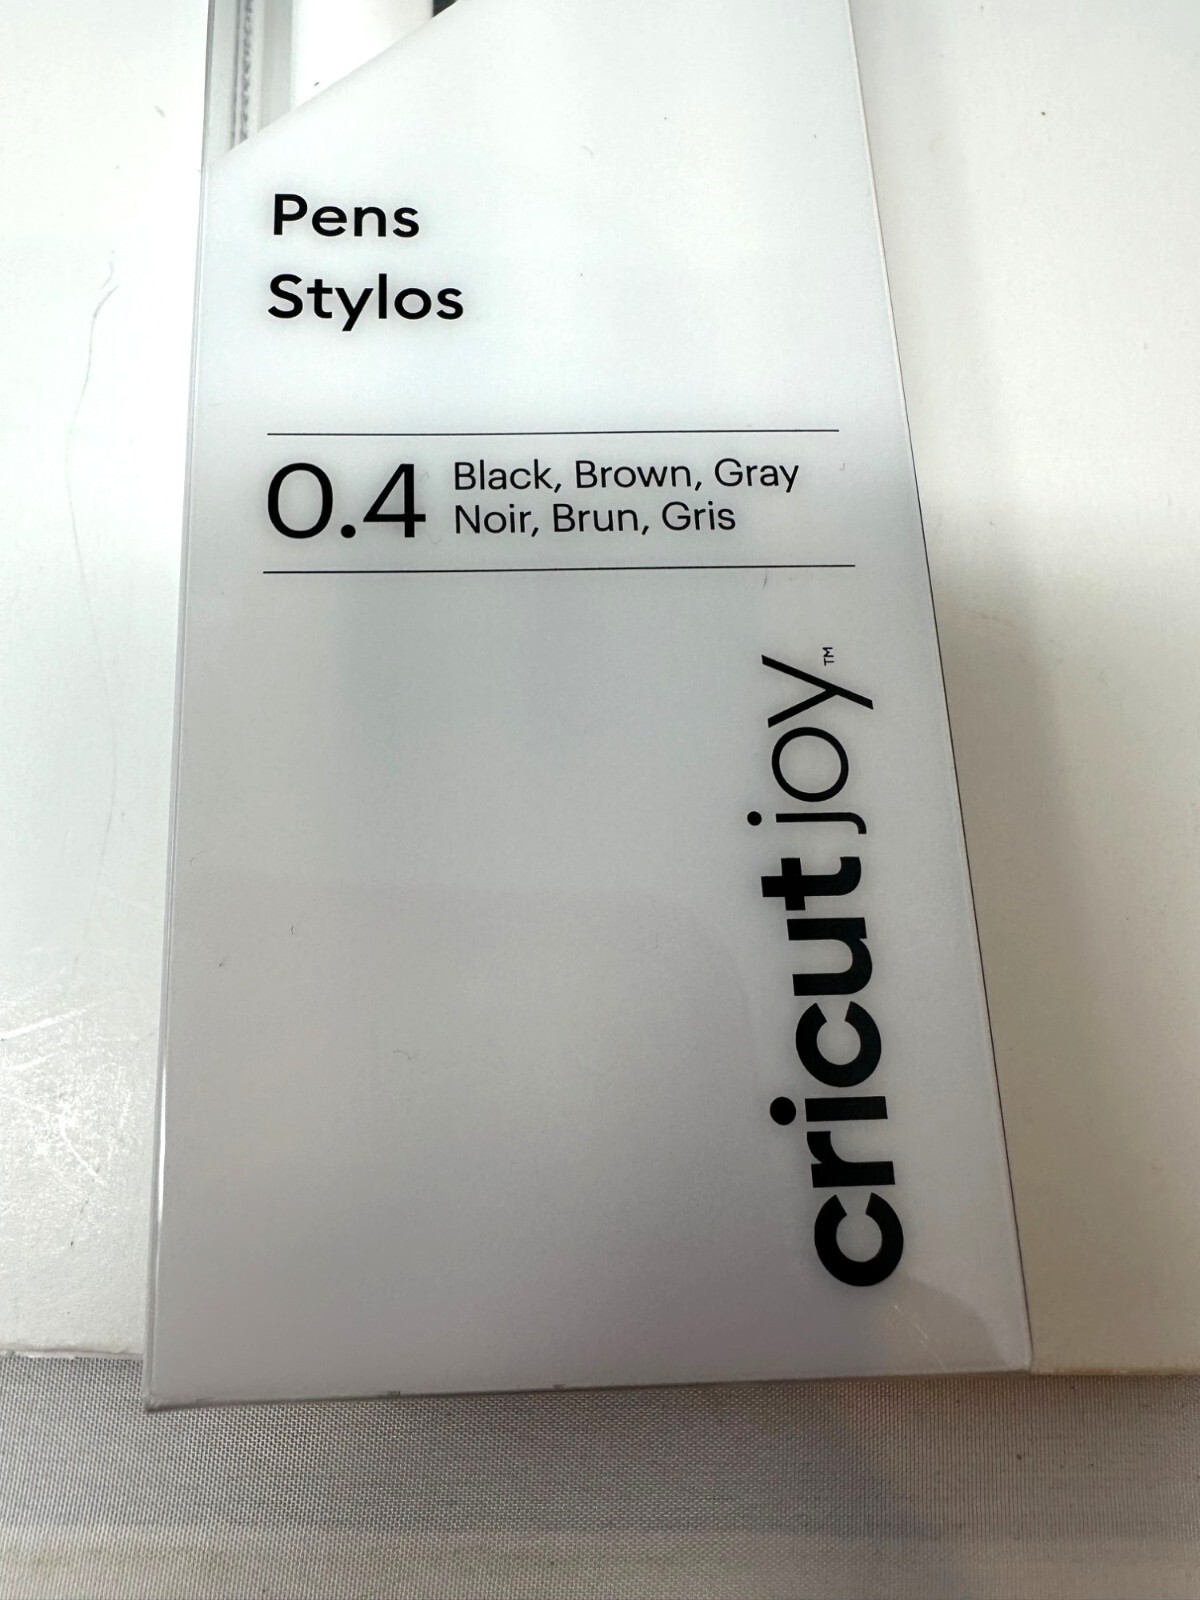 Pens
Stylos
0.4 Black, Brown, Gray
Noir, Brun, Gris
cricut joy™